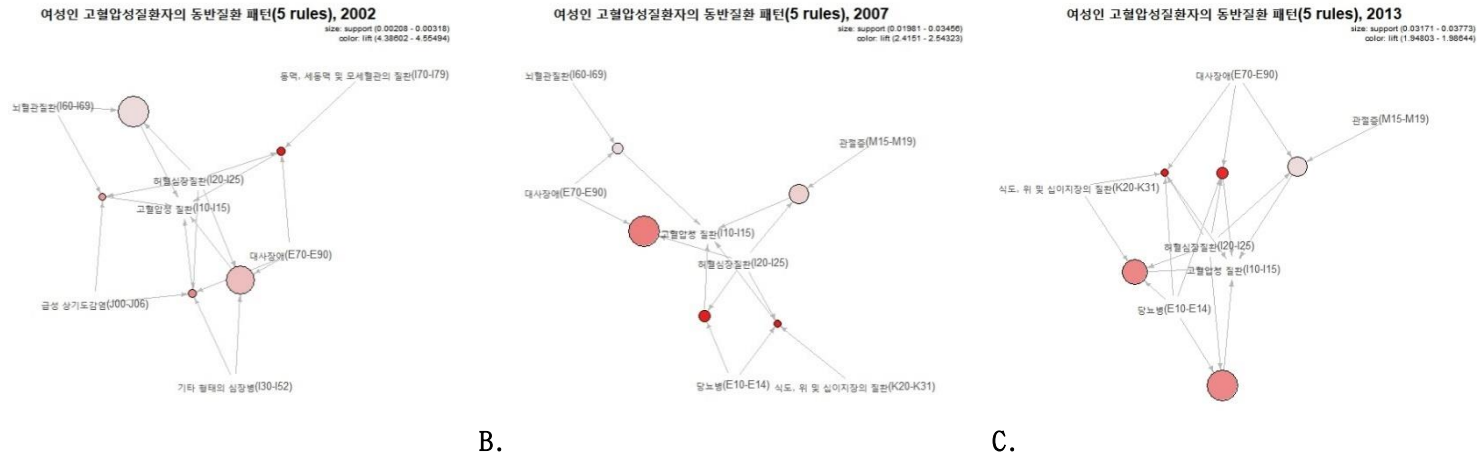 여성인 고혈압성질환자의 동반질환 패턴(5 rules), 2002
size: support (0.00208 - 0.00318)
color: lift (4.38602 - 4.55494)
동맥, 세동맥 및 모세혈관의 질환(I70-I79)
뇌혈관질환(I60-I69)
허혈심장질환(I20-I25)
고혈압성 질환(I10-I15)
대사장애(E70-E90)
급성 상기도감염(J00-J06)
기타 형태의 심장병(I30-I52)
여성인 고혈압성질환자의 동반질환 패턴(5 rules), 2007
size: support (0.01981 - 0.03456)
color: lift (2.4151 - 2.54323)
뇌혈관질환(I60-I69)
관절증(M15-M19)
대사장애(E70-E90)
고혈압성 질환(I10-I15)
허혈심장질환(I20-I25)
당뇨병(E10-E14)
식도, 위 및 십이지장의 질환(K20-K31)
B.
여성인 고혈압성질환자의 동반질환 패턴(5 rules), 2013
size: support (0.03171 - 0.03773)
color: lift (1.94803 - 1.98644)
대사장애(E70-E90)
관절증(M15-M19)
식도, 위 및 십이지장의 질환(K20-K31)
허혈심장질환(I20-I25)
고혈압성 질환(I10-I15)
당뇨병(E10-E14)
C.